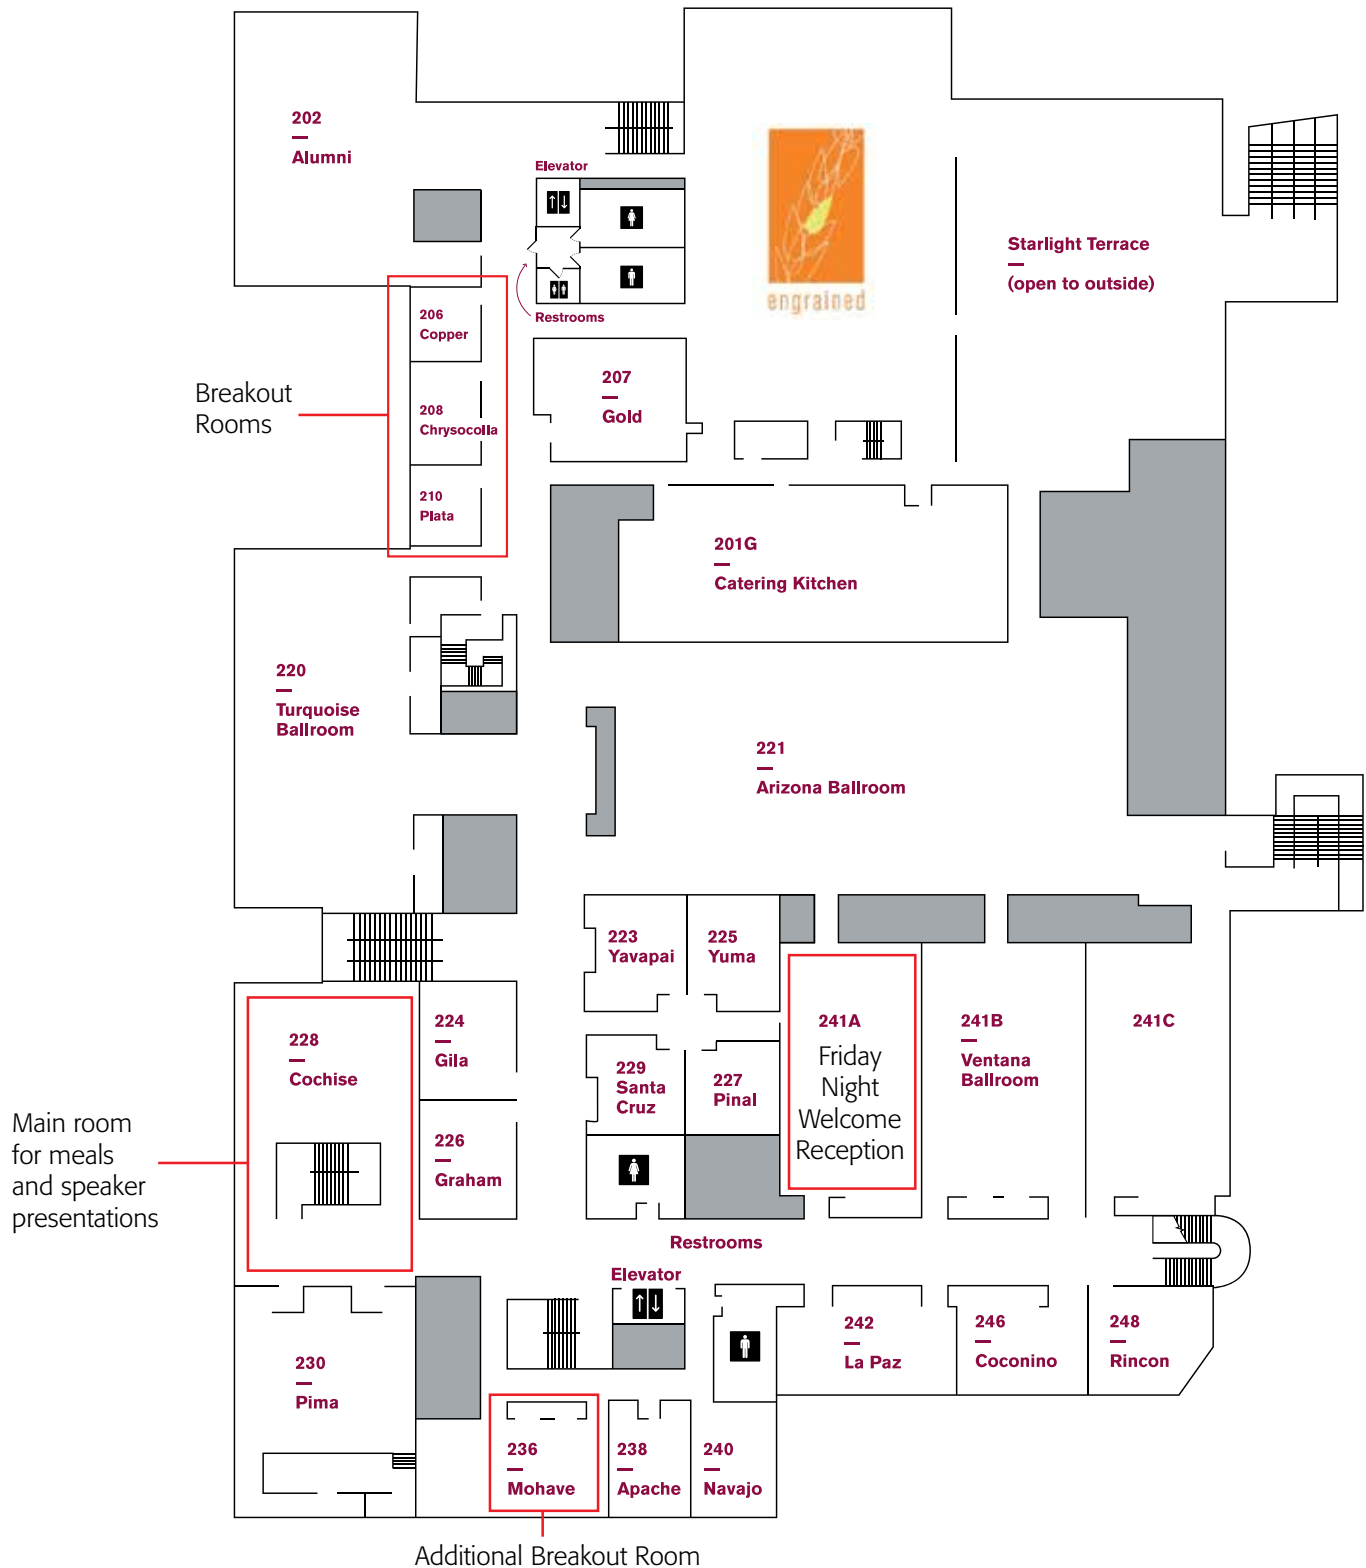 202
Alumni
Elevator
Restrooms
engrained
Starlight Terrace
(open to outside)
206
Copper
207
Gold
Breakout
Rooms
208
Chrysocolla
210
Plata
201G
Catering Kitchen
220
Turquoise
Ballroom
221
Arizona Ballroom
223
Yavapai
225
Yuma
228
Cochise
224
Gila
241A
Friday
Night
Welcome
Reception
241B
Ventana
Ballroom
241C
229
Santa
Cruz
227
Pinal
Main room
for meals
and speaker
presentations
226
Graham
Restrooms
Elevator
230
Pima
242
La Paz
246
Coconino
248
Rincon
236
Mohave
238
Apache
240
Navajo
Additional Breakout Room